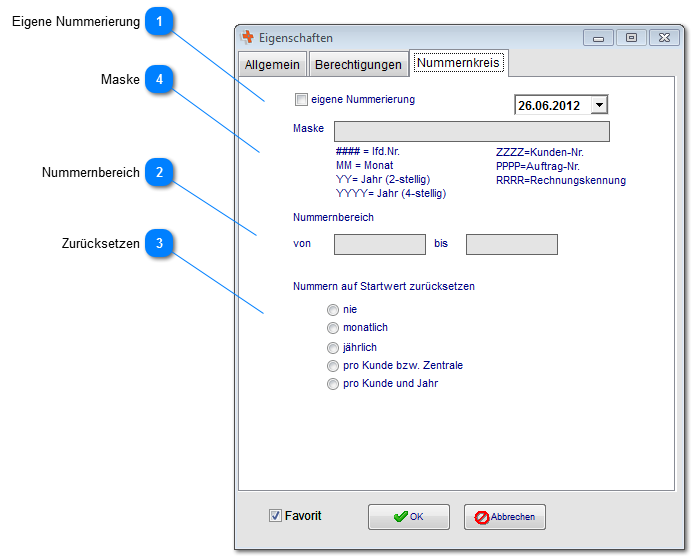 Eigene Nummerierung 1
Maske 4
Nummernbereich 2
Zurücksetzen 3
Eigenschaften
Allgemein Berechtigungen Nummernkreis
eigene Nummerierung 26.06.2012
Maske
#### = lfd.Nr. ZZZZ=Kunden-Nr.
MM = Monat PPPP=Auftrag-Nr.
YY= Jahr (2-stellig) RRRR=Rechnungskennung
YYYY= Jahr (4-stellig)
Nummernbereich
von bis
Nummern auf Startwert zurücksetzen
nie
monatlich
jährlich
pro Kunde bzw. Zentrale
pro Kunde und Jahr
Favorit OK Abbrechen